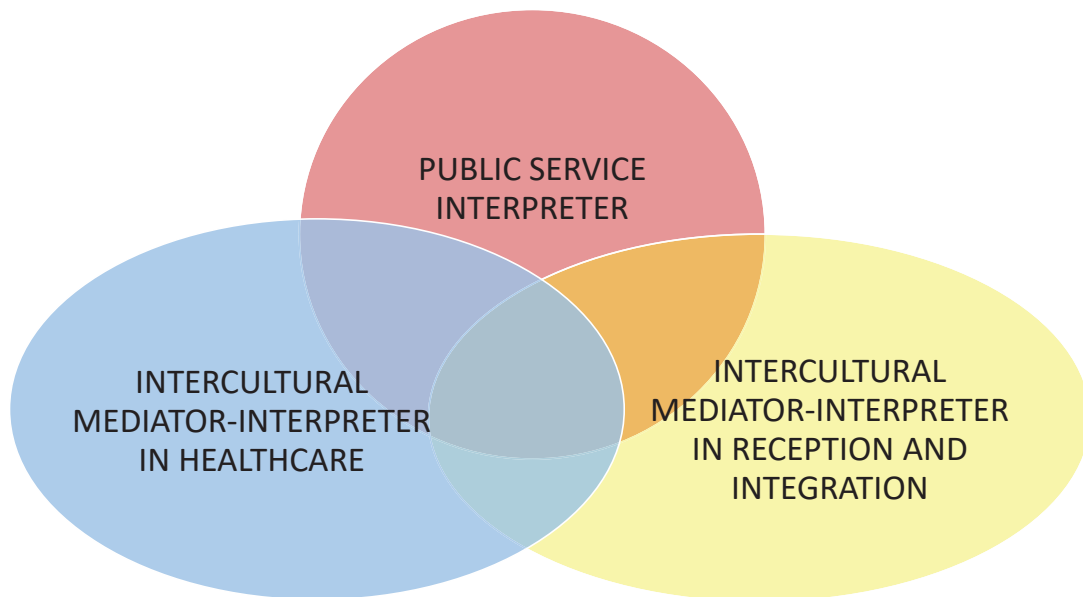 PUBLIC SERVICE
INTERPRETER
INTERCULTURAL
MEDIATOR-INTERPRETER
IN HEALTHCARE
INTERCULTURAL
MEDIATOR-INTERPRETER
IN RECEPTION AND
INTEGRATION